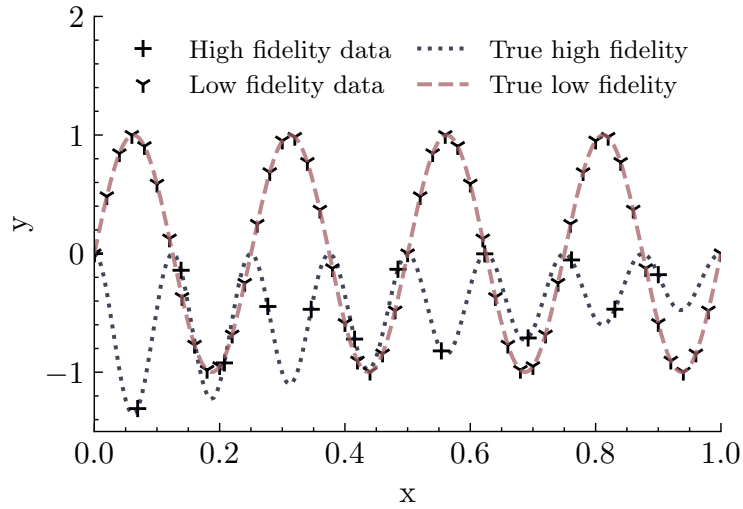 2
High fidelity data
True high fidelity
Low fidelity data
True low fidelity
1
y
0
−1
0.0 0.2 0.4 0.6 0.8 1.0
x